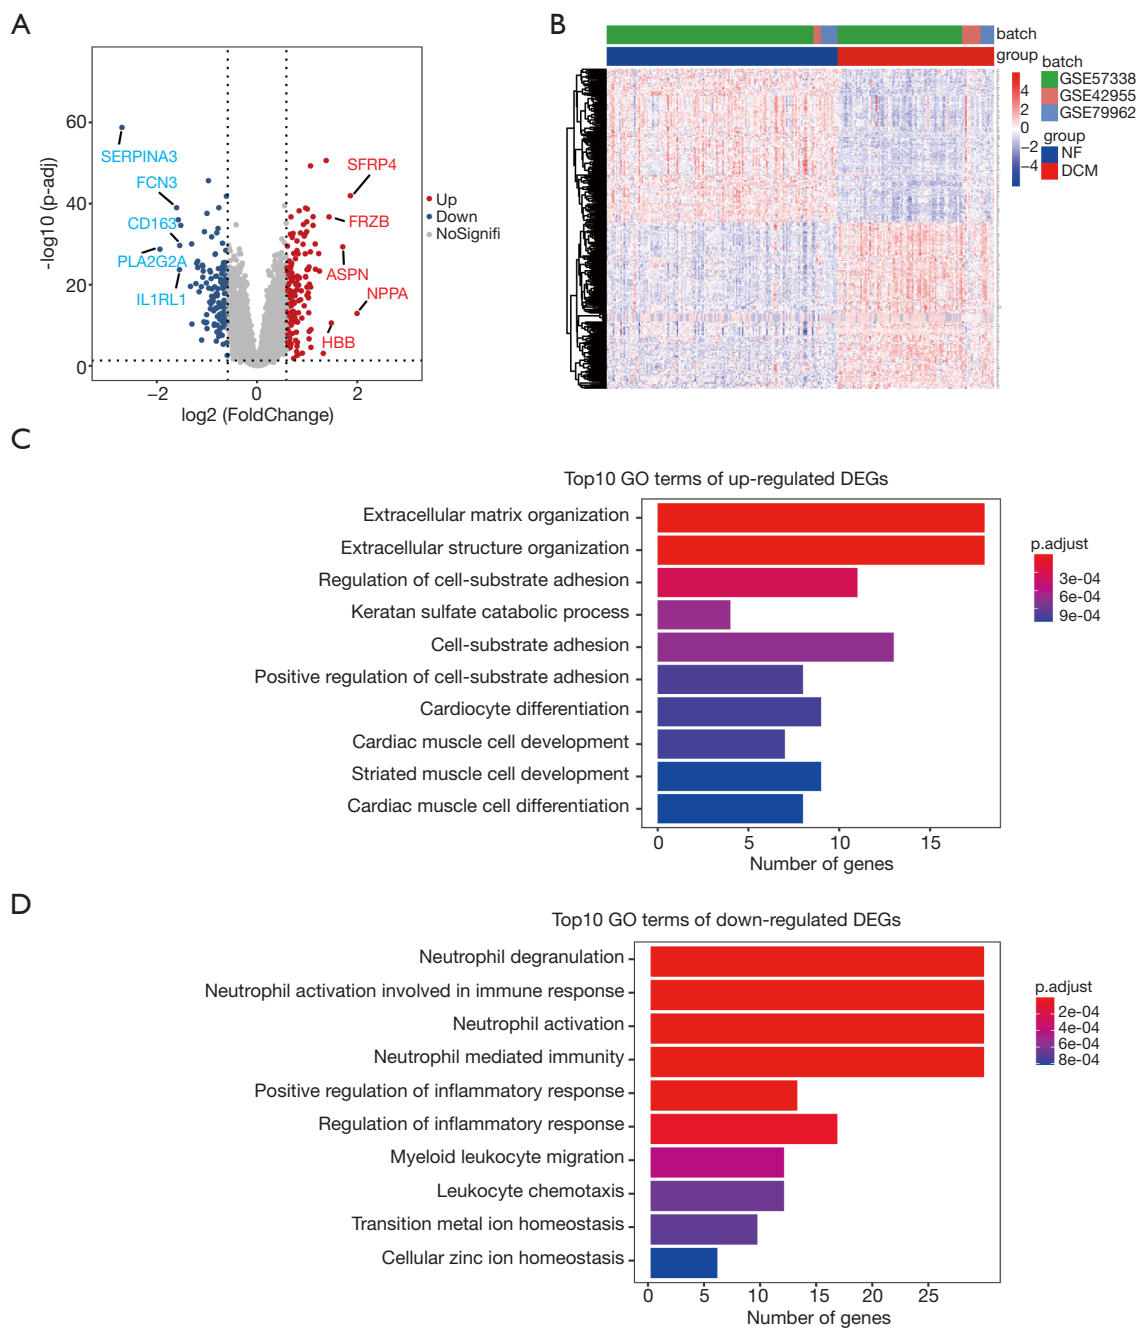 A
-log10 (p-adj)
60
40
20
0
SERPINA3
FCN3
CD163
PLA2G2A
IL1RL1
SFRP4
FRZB
ASPN
NPPA
HBB
Up
Down
NoSignifi
−2
0
2
log2 (FoldChange)
B
batch
group
4
2
0
−2
−4
batch
GSE57338
GSE42955
GSE79962
group
NF
DCM
C
Top10 GO terms of up-regulated DEGs
Extracellular matrix organization
Extracellular structure organization
Regulation of cell-substrate adhesion
Keratan sulfate catabolic process
Cell-substrate adhesion
Positive regulation of cell-substrate adhesion
Cardiocyte differentiation
Cardiac muscle cell development
Striated muscle cell development
Cardiac muscle cell differentiation
0 5 10 15
Number of genes
p.adjust
3e-04
6e-04
9e-04
D
Top10 GO terms of down-regulated DEGs
Neutrophil degranulation
Neutrophil activation involved in immune response
Neutrophil activation
Neutrophil mediated immunity
Positive regulation of inflammatory response
Regulation of inflammatory response
Myeloid leukocyte migration
Leukocyte chemotaxis
Transition metal ion homeostasis
Cellular zinc ion homeostasis
0 5 10 15 20 25
Number of genes
p.adjust
2e-04
4e-04
6e-04
8e-04